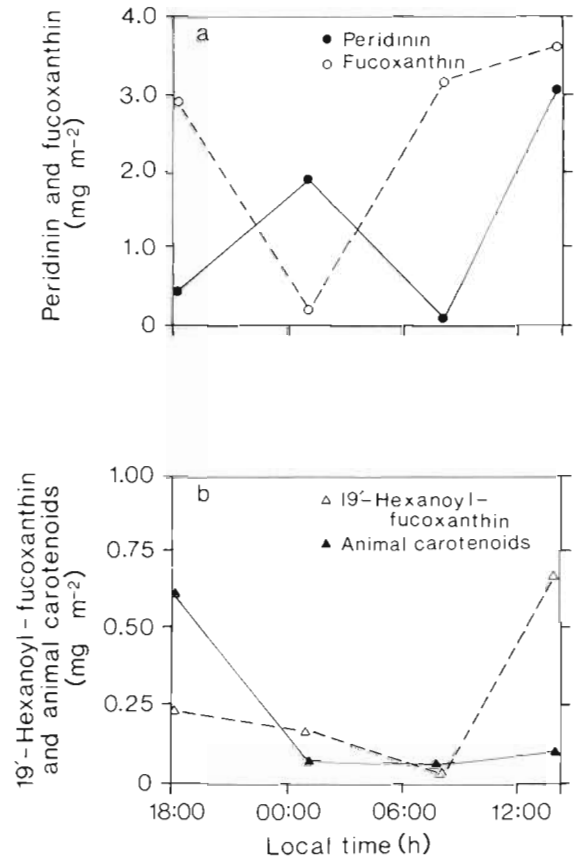 a
● Peridinin
○ Fucoxanthin
Peridinin and fucoxanthin
(mg m⁻²)
4.0
3.0
2.0
1.0
0
b
△ 19′-Hexanoyl-
fucoxanthin
▲ Animal carotenoids
19′-Hexanoyl-fucoxanthin
and animal carotenoids
(mg m⁻²)
1.00
0.75
0.50
0.25
0
18:00 00:00 06:00 12:00
Local time (h)